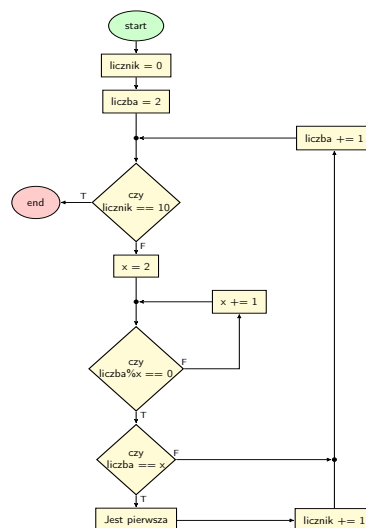 start
licznik = 0
liczba = 2
liczba += 1
czy
licznik == 10
T
end
F
x = 2
x += 1
czy
liczba%x == 0
F
T
czy
liczba == x
F
T
Jest pierwsza
licznik += 1